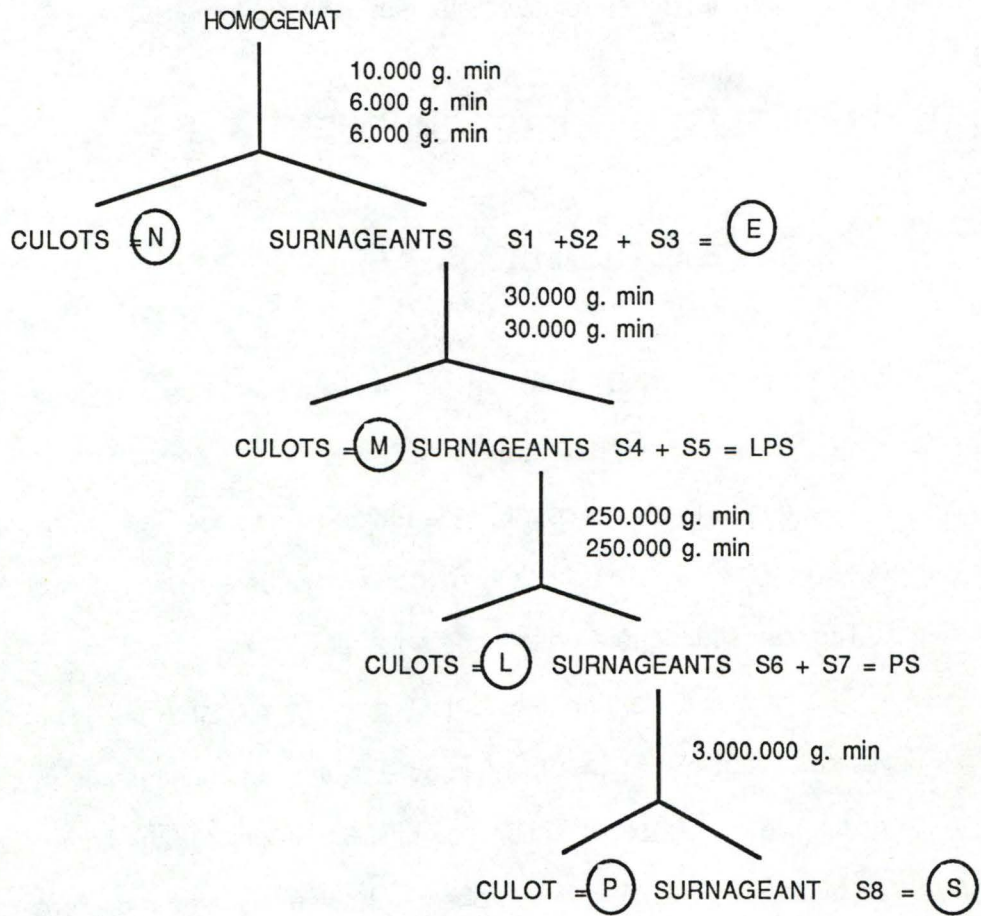 HOMOGENAT
10.000 g. min
6.000 g. min
6.000 g. min
CULOTS = N SURNAGEANTS S1 +S2 + S3 = E
30.000 g. min
30.000 g. min
CULOTS = M SURNAGEANTS S4 + S5 = LPS
250.000 g. min
250.000 g. min
CULOTS = L SURNAGEANTS S6 + S7 = PS
3.000.000 g. min
CULOT = P SURNAGEANT S8 = S